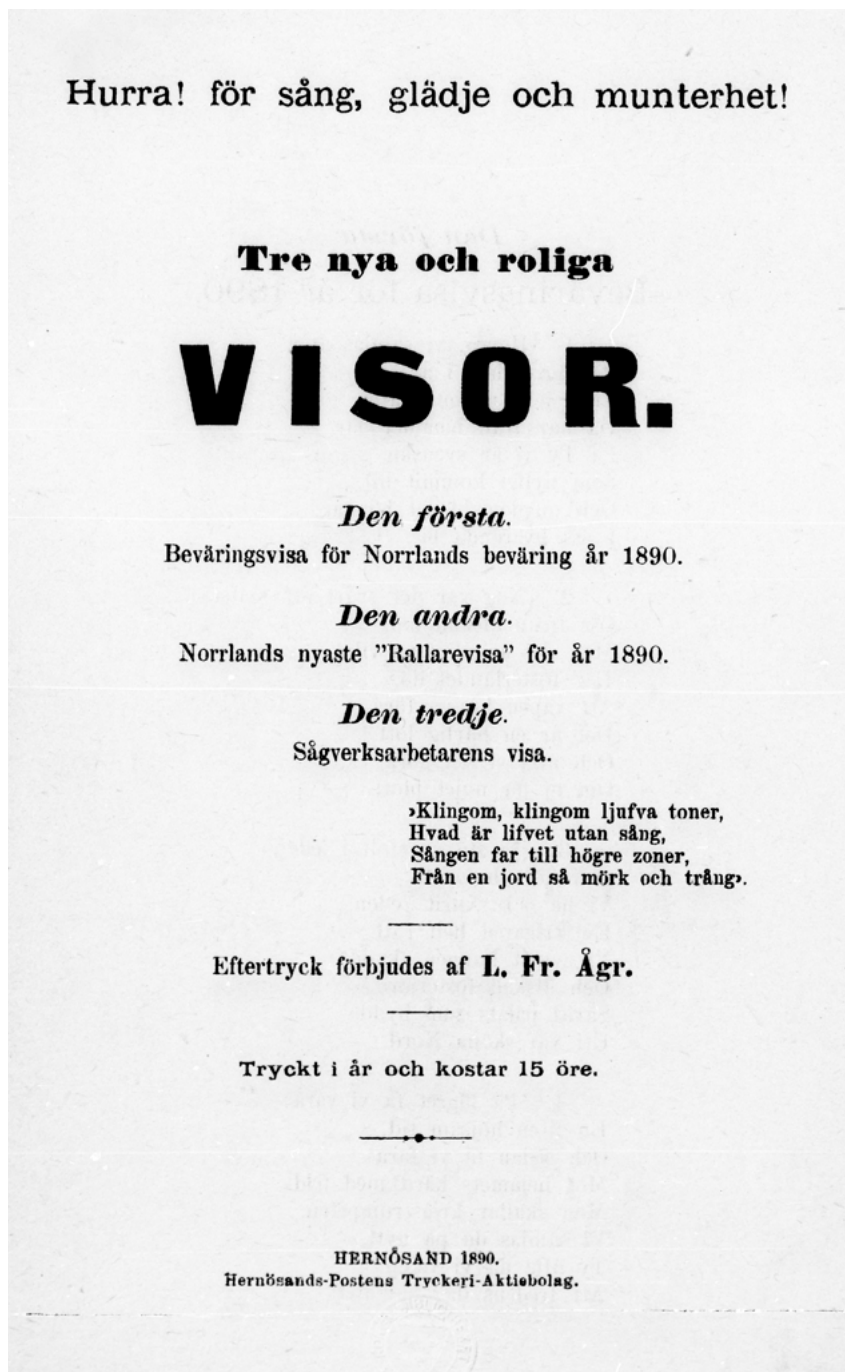 Hurra! för sång, glädje och munterhet!
Tre nya och roliga
VISOR.
Den första.
Beväringsvisa för Norrlands beväring år 1890.
Den andra.
Norrlands nyaste "Rallarevisa" för år 1890.
Den tredje.
Sågverksarbetarens visa.
›Klingom, klingom ljufva toner,
Hvad är lifvet utan sång,
Sången far till högre zoner,
Från en jord så mörk och trång›.
Eftertryck förbjudes af L. Fr. Ågr.
Tryckt i år och kostar 15 öre.
HERNÖSAND 1890.
Hernösands-Postens Tryckeri-Aktiebolag.